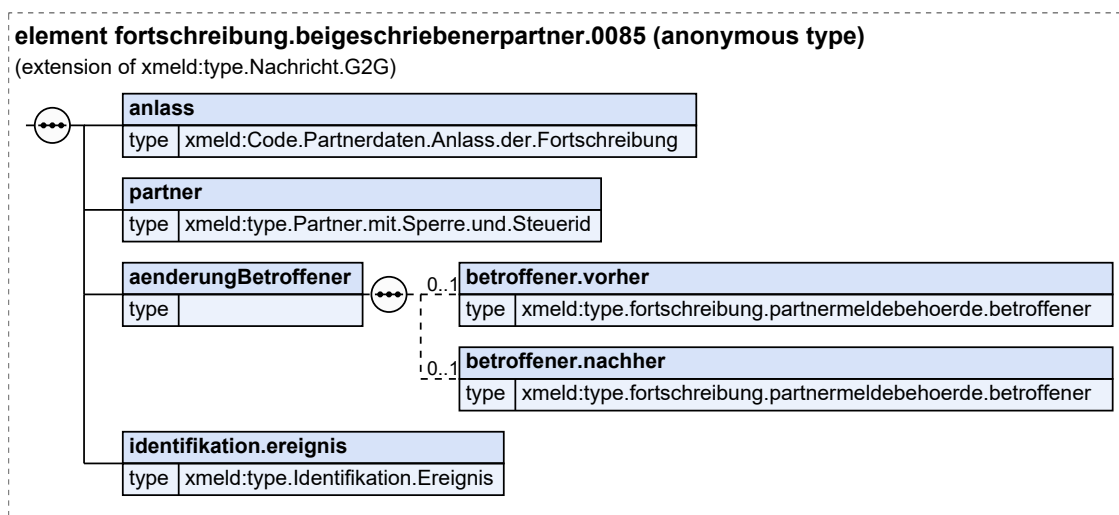 element fortschreibung.beigeschriebenerpartner.0085 (anonymous type)
(extension of xmeld:type.Nachricht.G2G)
anlass
type xmeld:Code.Partnerdaten.Anlass.der.Fortschreibung
partner
type xmeld:type.Partner.mit.Sperre.und.Steuerid
aenderungBetroffener
type
0..1 betroffener.vorher
type xmeld:type.fortschreibung.partnermeldebehoerde.betroffener
0..1 betroffener.nachher
type xmeld:type.fortschreibung.partnermeldebehoerde.betroffener
identifikation.ereignis
type xmeld:type.Identifikation.Ereignis